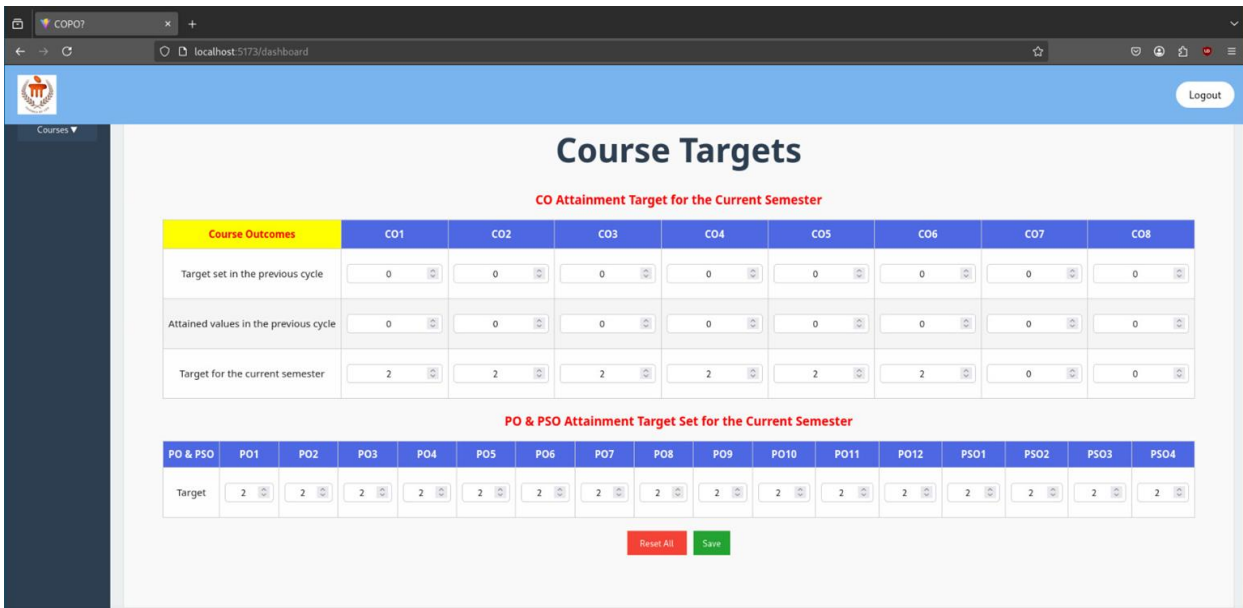 COPO?
localhost:5173/dashboard
Logout
Courses ▼
Course Targets
CO Attainment Target for the Current Semester
Course Outcomes CO1 CO2 CO3 CO4 CO5 CO6 CO7 CO8
Target set in the previous cycle 0 0 0 0 0 0 0 0
Attained values in the previous cycle 0 0 0 0 0 0 0 0
Target for the current semester 2 2 2 2 2 2 0 0
PO & PSO Attainment Target Set for the Current Semester
PO & PSO PO1 PO2 PO3 PO4 PO5 PO6 PO7 PO8 PO9 PO10 PO11 PO12 PSO1 PSO2 PSO3 PSO4
Target 2 2 2 2 2 2 2 2 2 2 2 2 2 2 2 2
Reset All Save